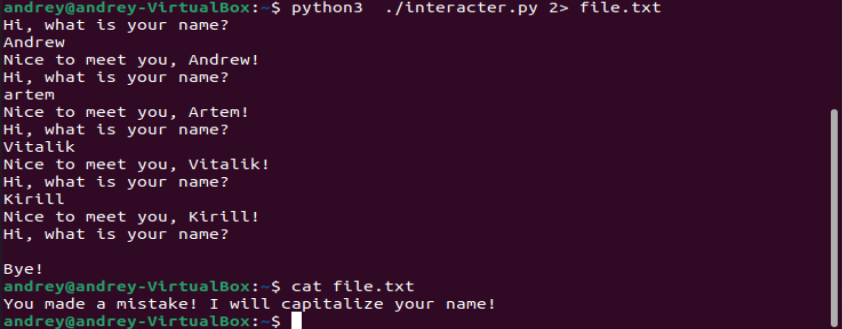 andrey@andrey-VirtualBox:~$ python3  ./interacter.py 2> file.txt
Hi, what is your name?
Andrew
Nice to meet you, Andrew!
Hi, what is your name?
artem
Nice to meet you, Artem!
Hi, what is your name?
Vitalik
Nice to meet you, Vitalik!
Hi, what is your name?
Kirill
Nice to meet you, Kirill!
Hi, what is your name?

Bye!
andrey@andrey-VirtualBox:~$ cat file.txt
You made a mistake! I will capitalize your name!
andrey@andrey-VirtualBox:~$